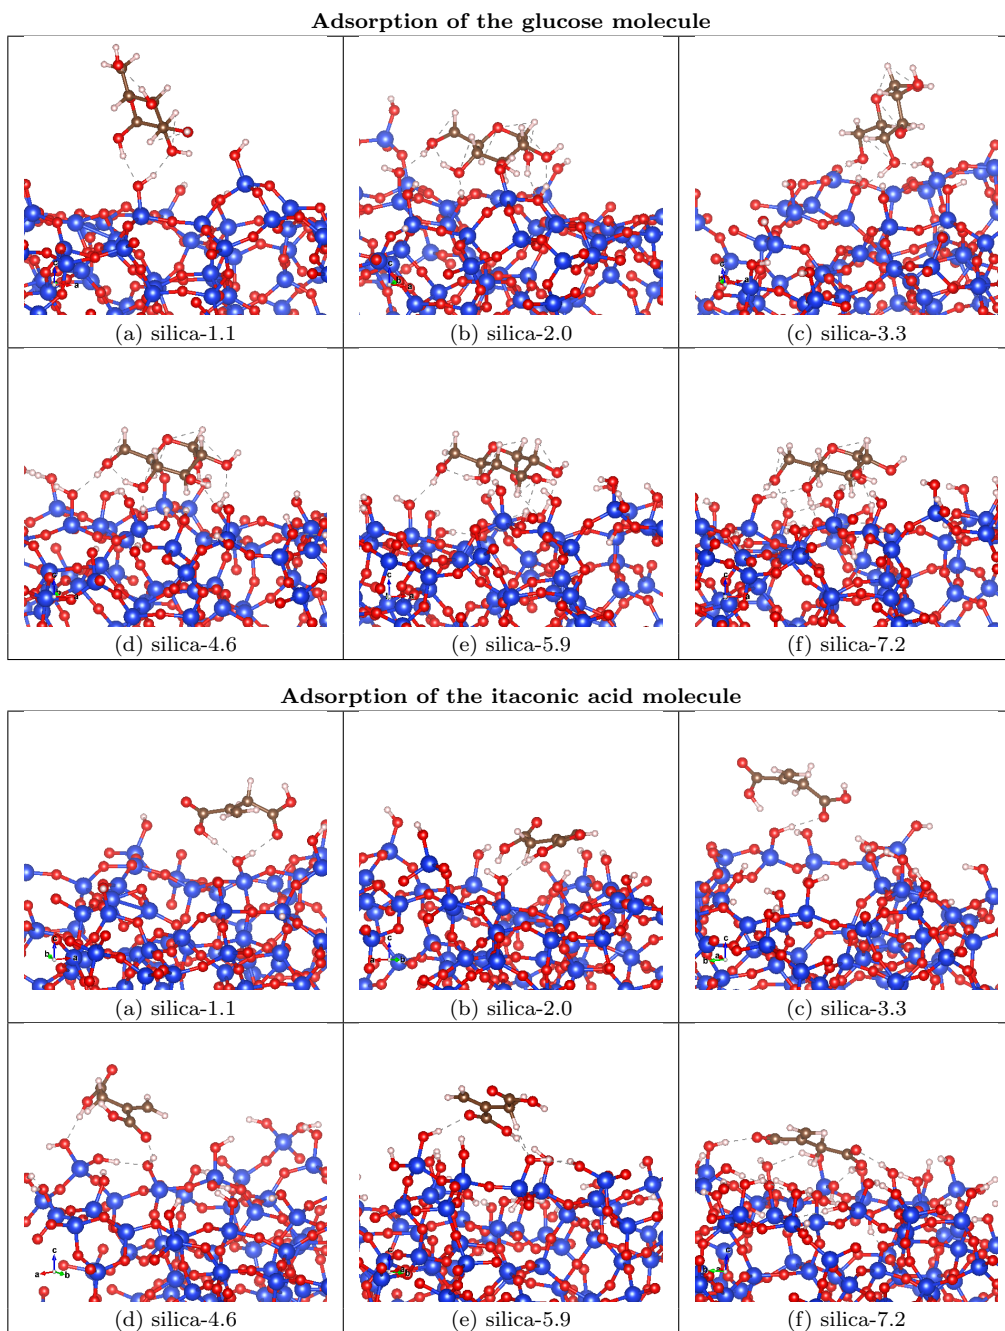 Adsorption of the glucose molecule
(a) silica-1.1
(b) silica-2.0
(c) silica-3.3
(d) silica-4.6
(e) silica-5.9
(f) silica-7.2
Adsorption of the itaconic acid molecule
(a) silica-1.1
(b) silica-2.0
(c) silica-3.3
(d) silica-4.6
(e) silica-5.9
(f) silica-7.2